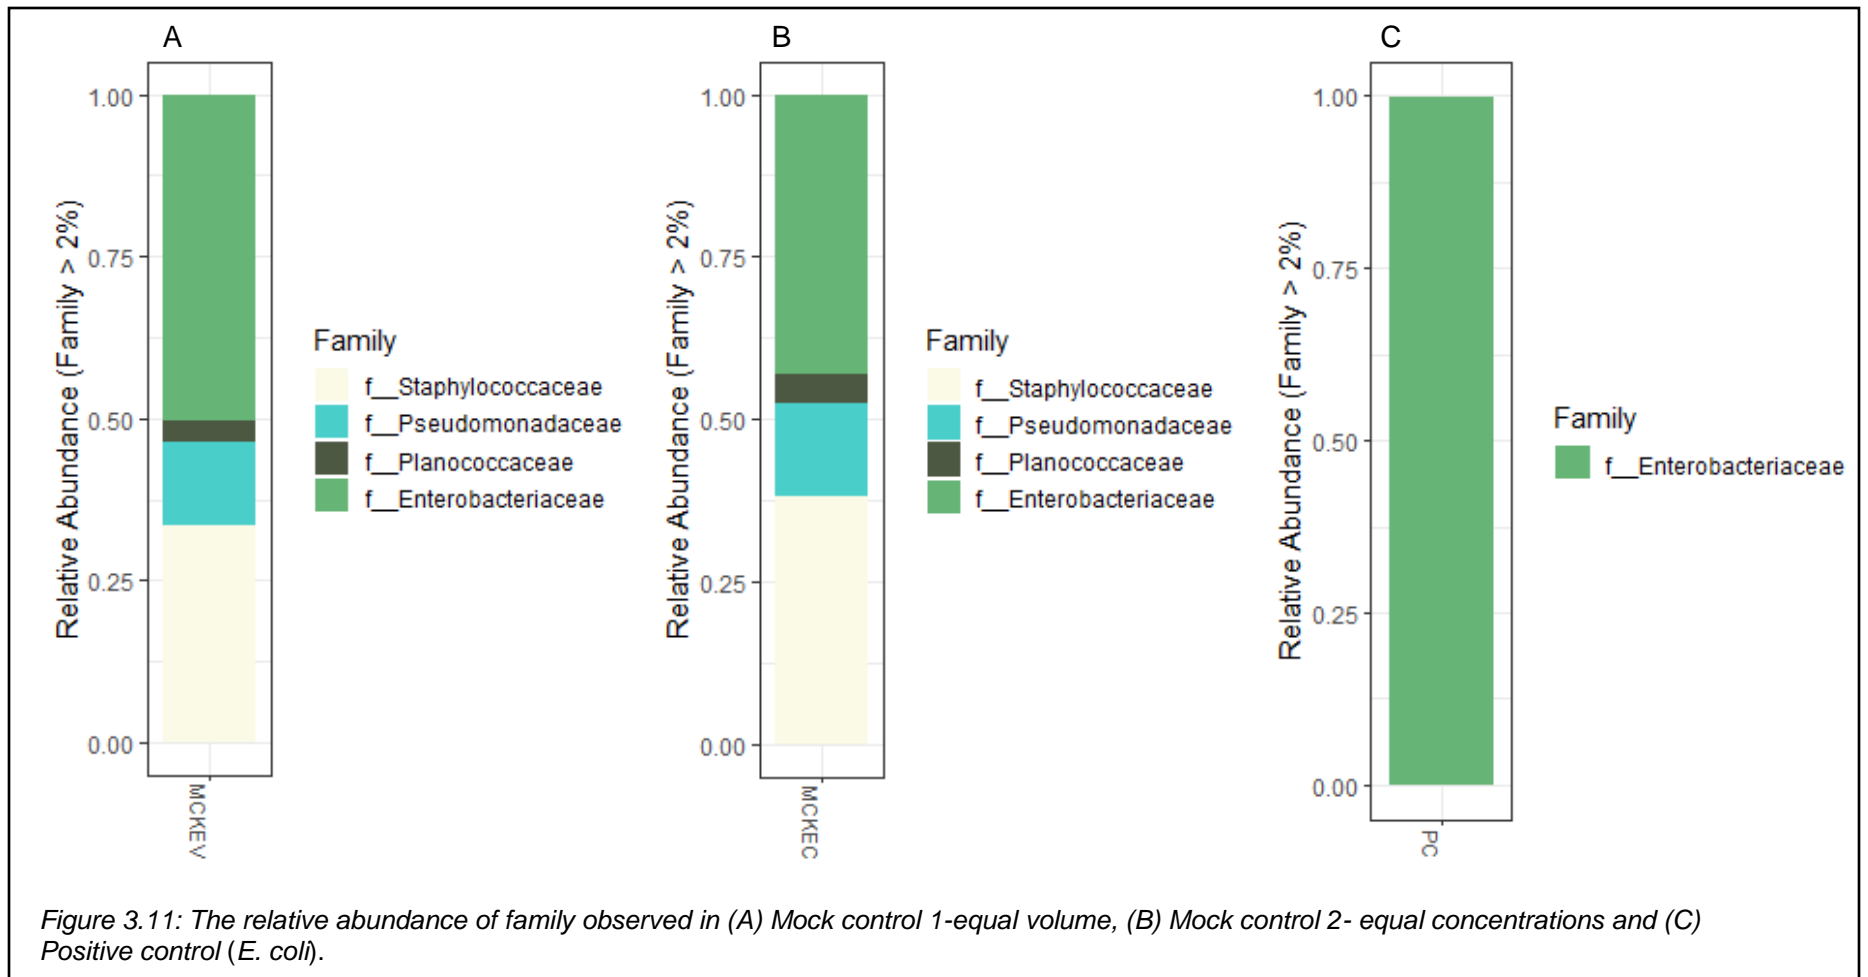 A
Relative Abundance (Family > 2%)
1.00
0.75
0.50
0.25
0.00
MCKEV
Family
f__Staphylococcaceae
f__Pseudomonadaceae
f__Planococcaceae
f__Enterobacteriaceae
B
Relative Abundance (Family > 2%)
1.00
0.75
0.50
0.25
0.00
MCKEC
Family
f__Staphylococcaceae
f__Pseudomonadaceae
f__Planococcaceae
f__Enterobacteriaceae
C
Relative Abundance (Family > 2%)
1.00
0.75
0.50
0.25
0.00
PC
Family
f__Enterobacteriaceae
Figure 3.11: The relative abundance of family observed in (A) Mock control 1-equal volume, (B) Mock control 2- equal concentrations and (C)
Positive control (E. coli).